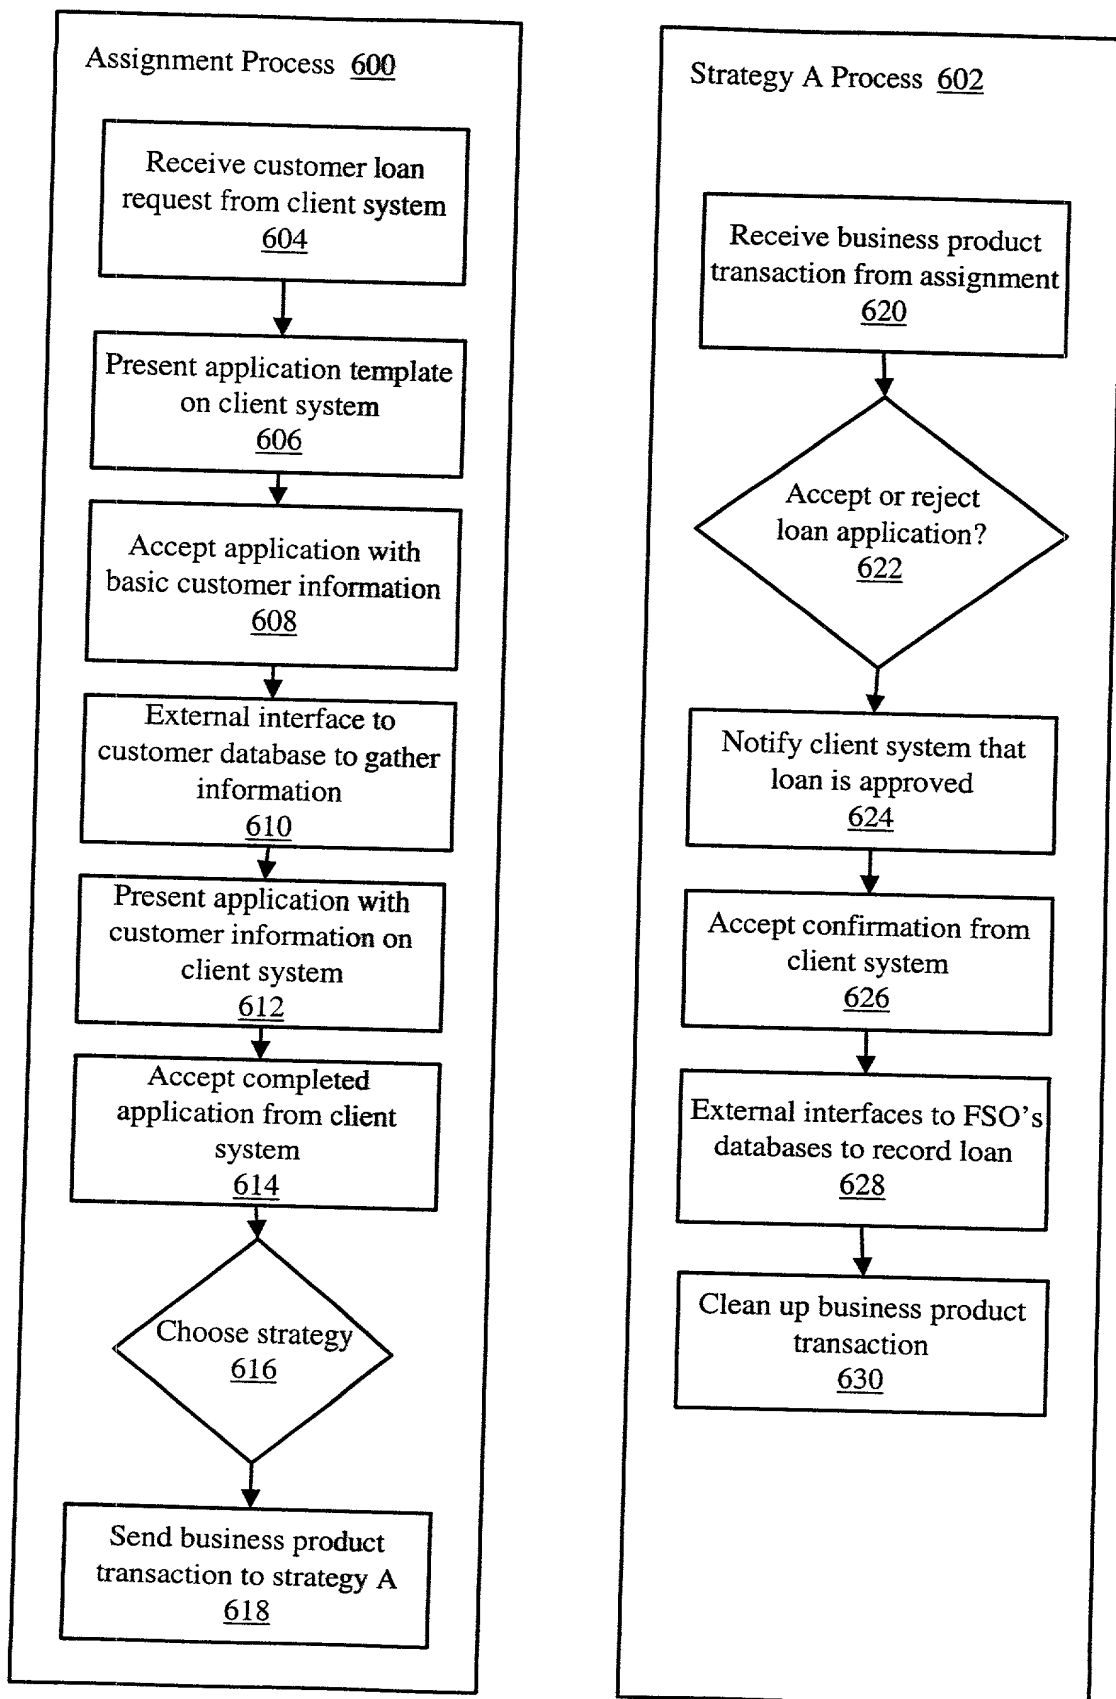 Assignment Process 600
Receive customer loan
request from client system
604
Present application template
on client system
606
Accept application with
basic customer information
608
External interface to
customer database to gather
information
610
Present application with
customer information on
client system
612
Accept completed
application from client
system
614
Choose strategy
616
Send business product
transaction to strategy A
618
Strategy A Process 602
Receive business product
transaction from assignment
620
Accept or reject
loan application?
622
Notify client system that
loan is approved
624
Accept confirmation from
client system
626
External interfaces to FSO's
databases to record loan
628
Clean up business product
transaction
630